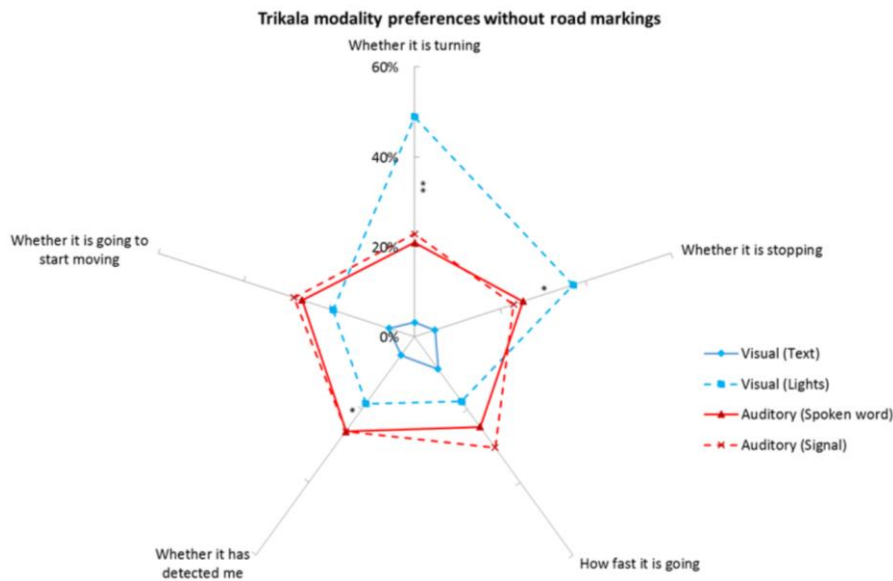 Trikala modality preferences without road markings
Whether it is turning
60%
40%
**
Whether it is going to
start moving
20%
Whether it is stopping
*
0%
Visual (Text)
Visual (Lights)
*
Auditory (Spoken word)
Auditory (Signal)
Whether it has
detected me
How fast it is going